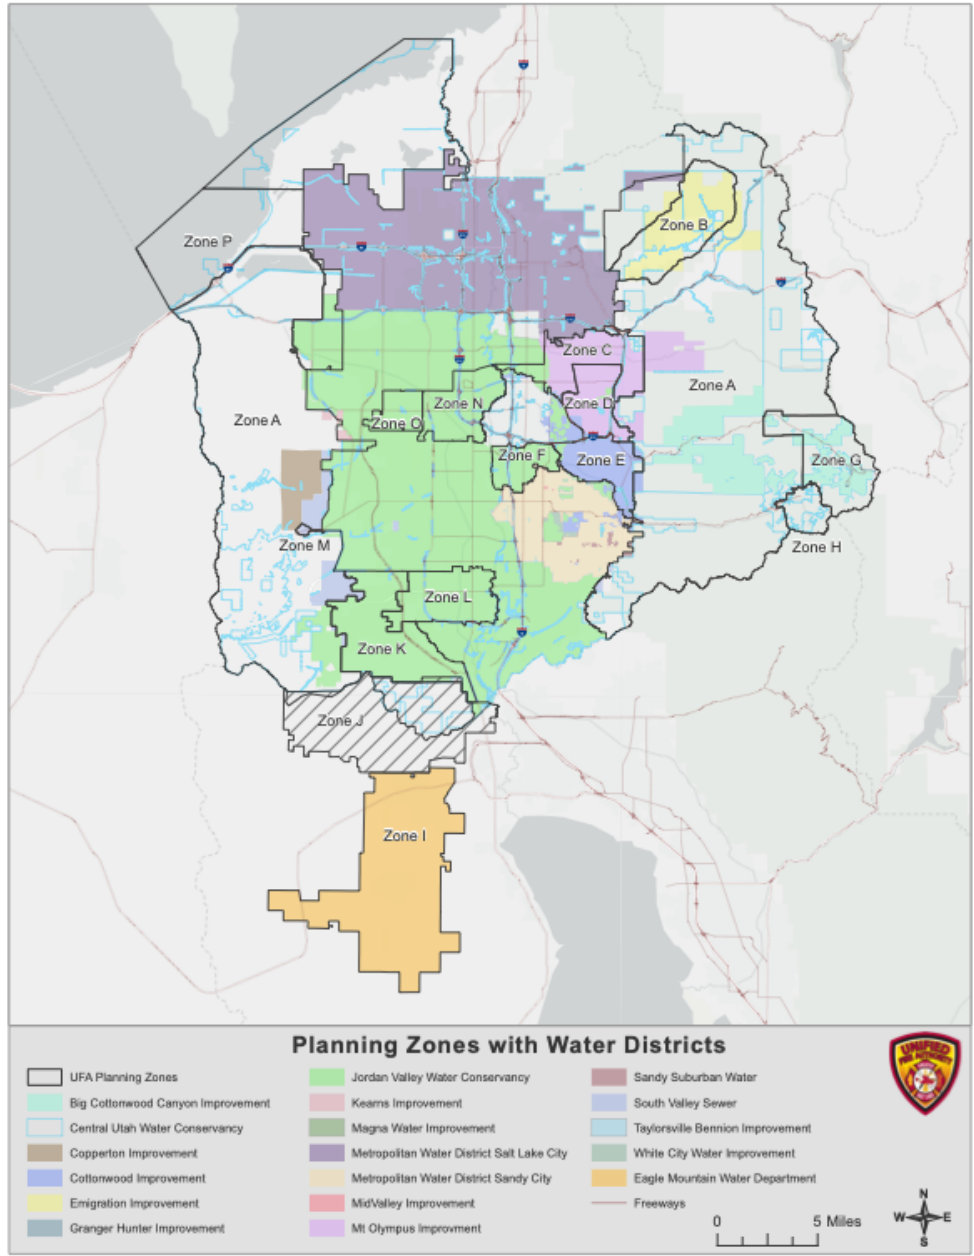 Zone P
Zone B
Zone C
Zone A
Zone D
Zone N
Zone A
Zone O
Zone F
Zone E
Zone G
Zone M
Zone H
Zone L
Zone K
Zone J
Zone I
Planning Zones with Water Districts
UFA Planning Zones
Big Cottonwood Canyon Improvement
Central Utah Water Conservancy
Copperton Improvement
Cottonwood Improvement
Emigration Improvement
Granger Hunter Improvement
Jordan Valley Water Conservancy
Kearns Improvement
Magna Water Improvement
Metropolitan Water District Salt Lake City
Metropolitan Water District Sandy City
MidValley Improvement
Mt Olympus Improvment
Sandy Suburban Water
South Valley Sewer
Taylorsville Bennion Improvement
White City Water Improvement
Eagle Mountain Water Department
Freeways
UNIFIED
FIRE AUTHORITY
0 5 Miles
N
W E
S